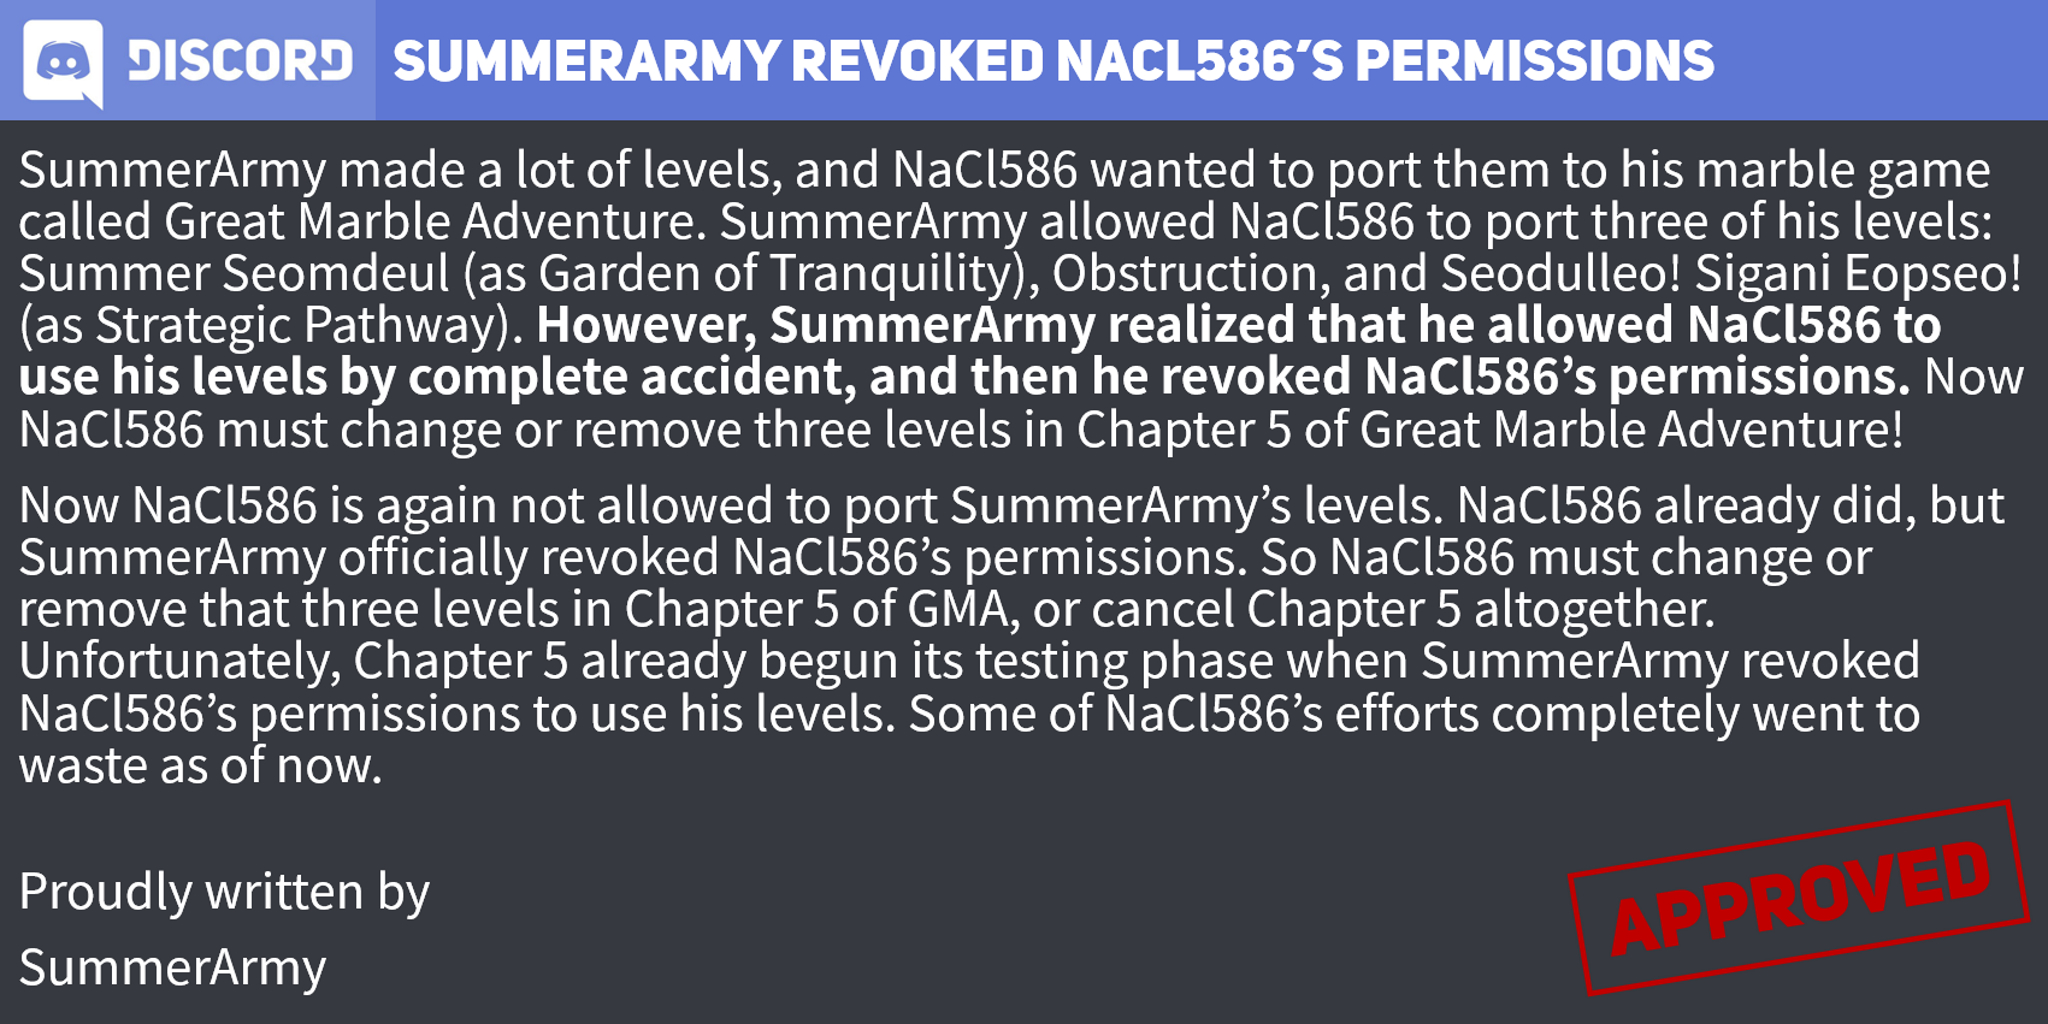 DISCORD SUMMERARMY REVOKED NACL586’S PERMISSIONS
SummerArmy made a lot of levels, and NaCl586 wanted to port them to his marble game
called Great Marble Adventure. SummerArmy allowed NaCl586 to port three of his levels:
Summer Seomdeul (as Garden of Tranquility), Obstruction, and Seodulleo! Sigani Eopseo!
(as Strategic Pathway). However, SummerArmy realized that he allowed NaCl586 to
use his levels by complete accident, and then he revoked NaCl586’s permissions. Now
NaCl586 must change or remove three levels in Chapter 5 of Great Marble Adventure!
Now NaCl586 is again not allowed to port SummerArmy’s levels. NaCl586 already did, but
SummerArmy officially revoked NaCl586’s permissions. So NaCl586 must change or
remove that three levels in Chapter 5 of GMA, or cancel Chapter 5 altogether.
Unfortunately, Chapter 5 already begun its testing phase when SummerArmy revoked
NaCl586’s permissions to use his levels. Some of NaCl586’s efforts completely went to
waste as of now.
Proudly written by
SummerArmy
APPROVED